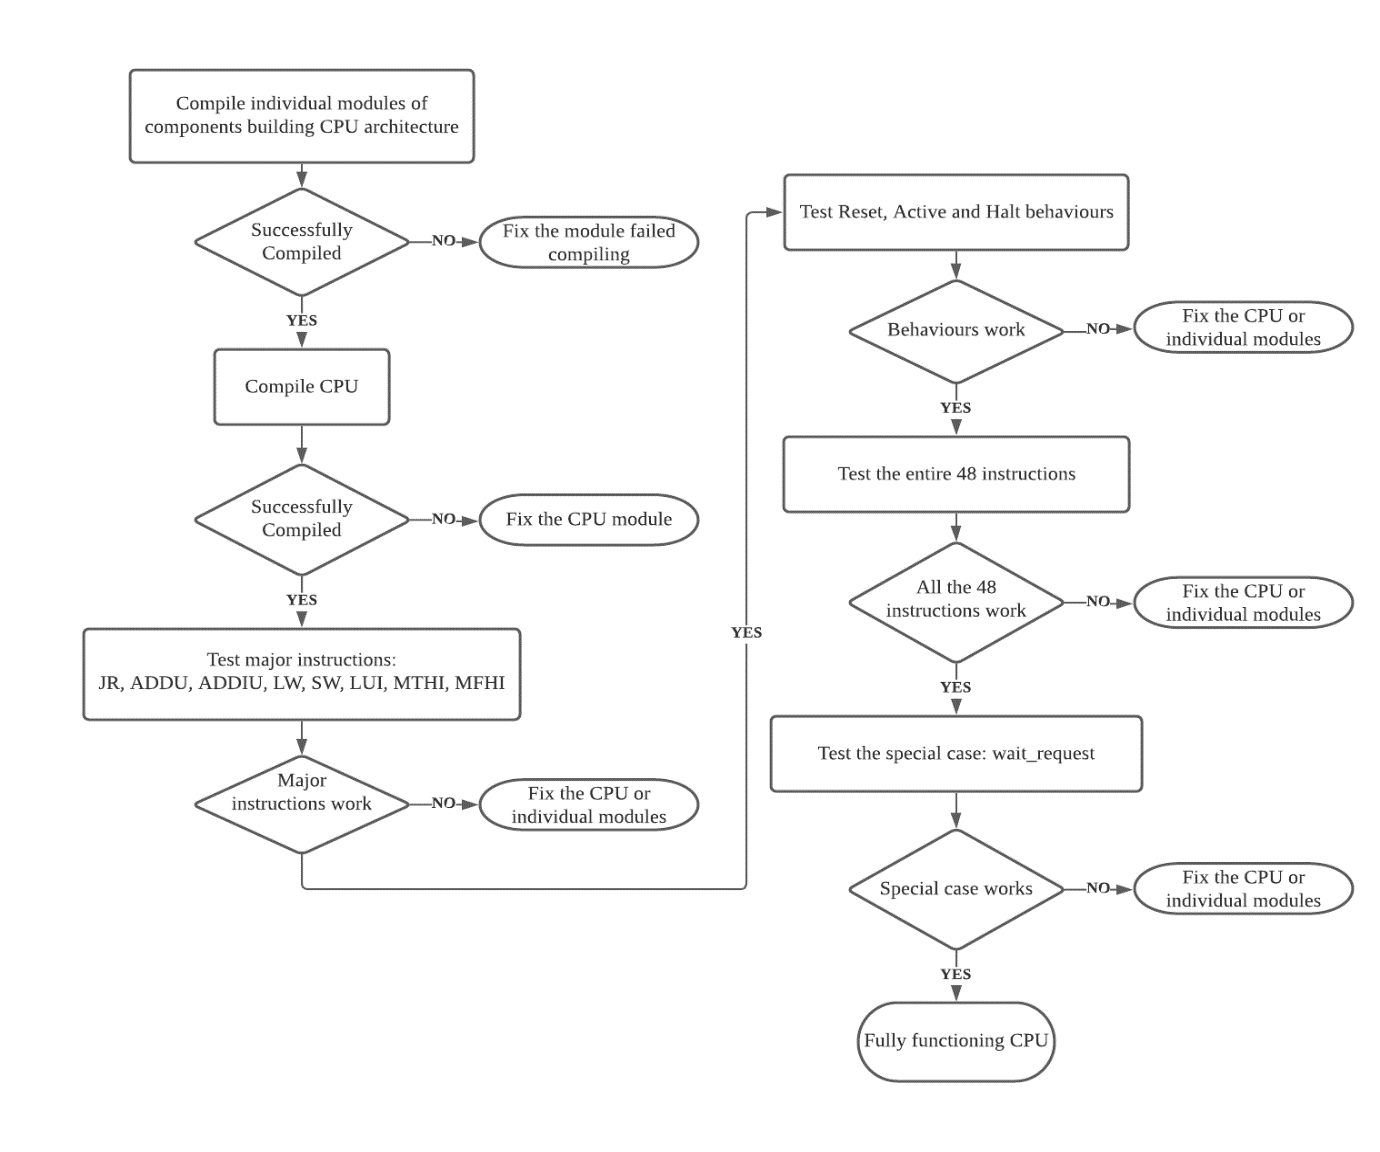 Compile individual modules of
components building CPU architecture
Successfully
Compiled
NO
Fix the module failed
compiling
YES
Compile CPU
Successfully
Compiled
NO
Fix the CPU module
YES
Test major instructions:
JR, ADDU, ADDIU, LW, SW, LUI, MTHI, MFHI
Major
instructions work
NO
Fix the CPU or
individual modules
YES
Test Reset, Active and Halt behaviours
Behaviours work
NO
Fix the CPU or
individual modules
YES
Test the entire 48 instructions
All the 48
instructions work
NO
Fix the CPU or
individual modules
YES
Test the special case: wait_request
Special case works
NO
Fix the CPU or
individual modules
YES
Fully functioning CPU